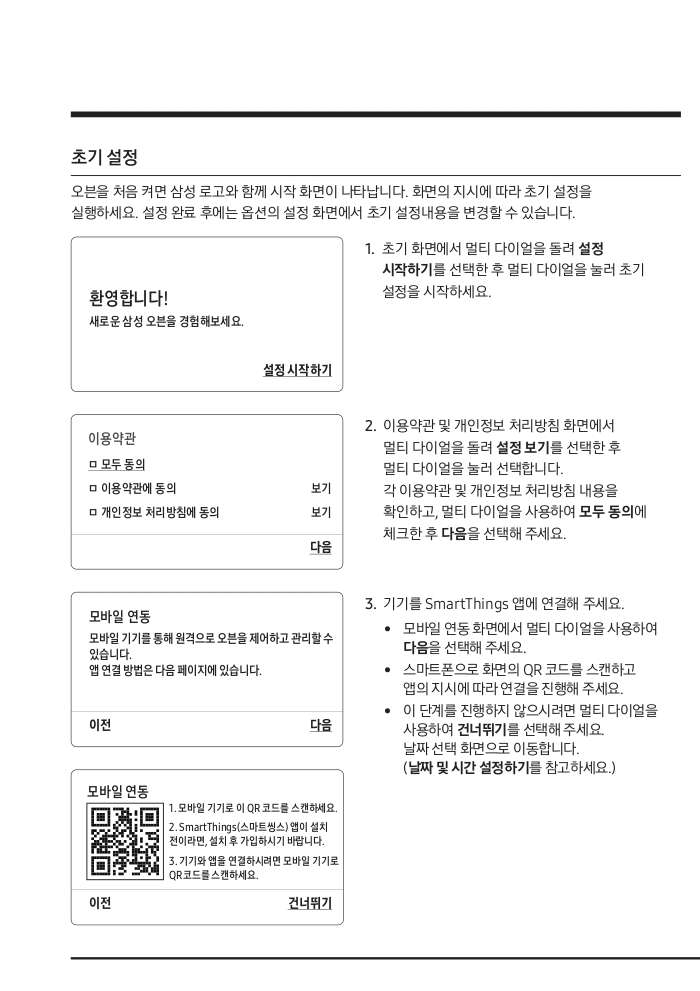 초기 설정
오븐을 처음 켜면 삼성 로고와 함께 시작 화면이 나타납니다. 화면의 지시에 따라 초기 설정을
실행하세요. 설정 완료 후에는 옵션의 설정 화면에서 초기 설정내용을 변경할 수 있습니다.
환영합니다!
새로운 삼성 오븐을 경험해보세요.
설정 시작하기
1. 초기 화면에서 멀티 다이얼을 돌려 설정
시작하기를 선택한 후 멀티 다이얼을 눌러 초기
설정을 시작하세요.
이용약관
모두 동의
이용약관에 동의 보기
개인정보 처리방침에 동의 보기
다음
2. 이용약관 및 개인정보 처리방침 화면에서
멀티 다이얼을 돌려 설정 보기를 선택한 후
멀티 다이얼을 눌러 선택합니다.
각 이용약관 및 개인정보 처리방침 내용을
확인하고, 멀티 다이얼을 사용하여 모두 동의에
체크한 후 다음을 선택해 주세요.
모바일 연동
모바일 기기를 통해 원격으로 오븐을 제어하고 관리할 수
있습니다.
앱 연결 방법은 다음 페이지에 있습니다.
이전 다음
모바일 연동
1. 모바일 기기로 이 QR 코드를 스캔하세요.
2. SmartThings(스마트씽스) 앱이 설치
전이라면, 설치 후 가입하시기 바랍니다.
3. 기기와 앱을 연결하시려면 모바일 기기로
QR코드를 스캔하세요.
이전 건너뛰기
3. 기기를 SmartThings 앱에 연결해 주세요.
• 모바일 연동 화면에서 멀티 다이얼을 사용하여
다음을 선택해 주세요.
• 스마트폰으로 화면의 QR 코드를 스캔하고
앱의 지시에 따라 연결을 진행해 주세요.
• 이 단계를 진행하지 않으시려면 멀티 다이얼을
사용하여 건너뛰기를 선택해 주세요.
날짜 선택 화면으로 이동합니다.
(날짜 및 시간 설정하기를 참고하세요.)